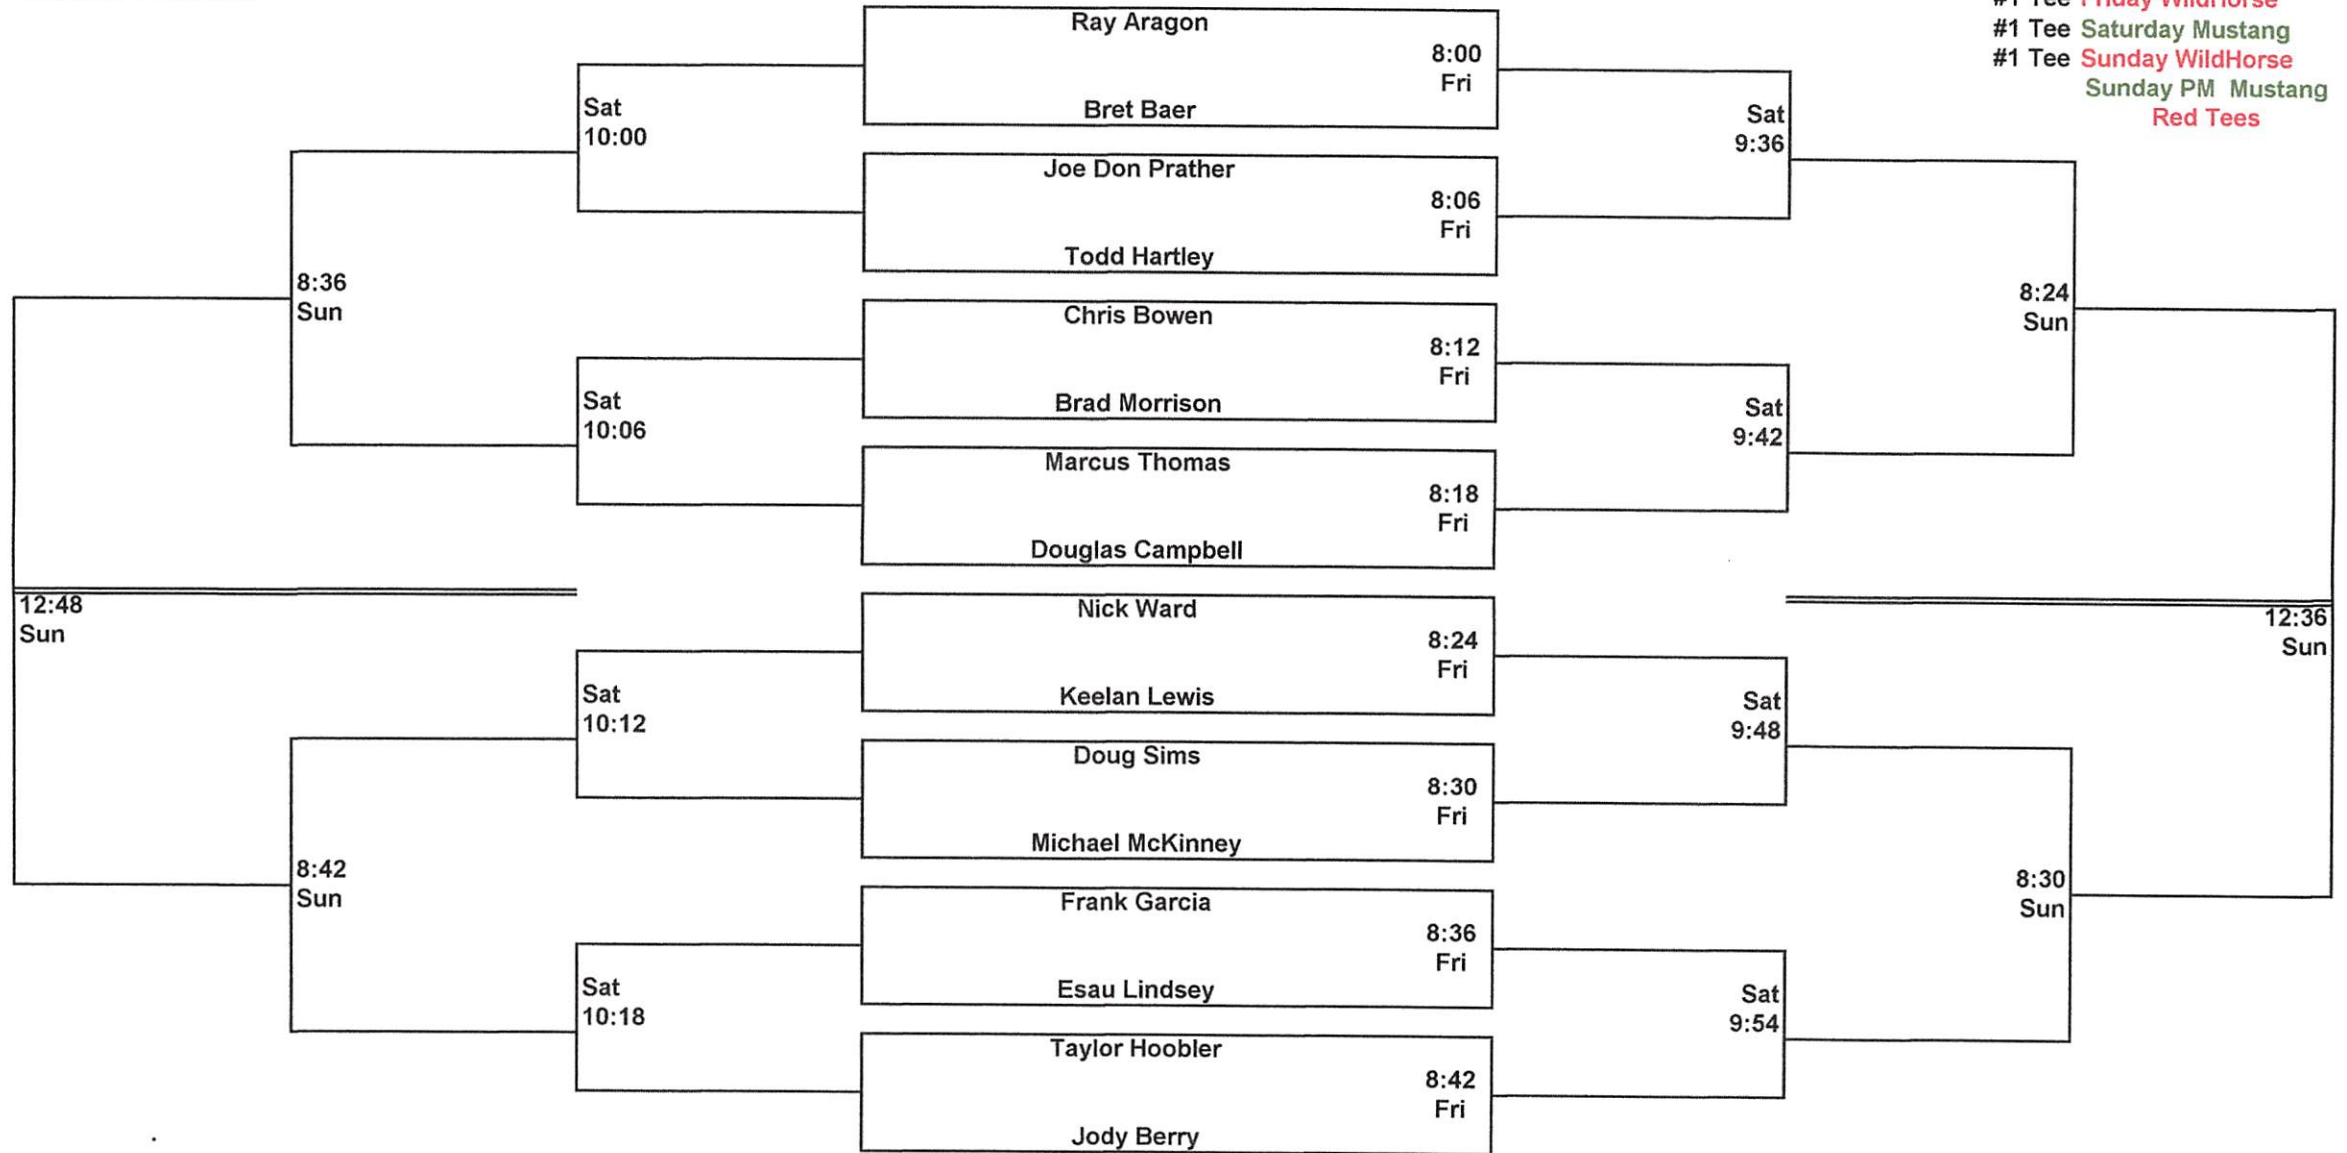 #1 Tee Friday WildHorse
#1 Tee Saturday Mustang
#1 Tee Sunday WildHorse
Sunday PM Mustang
Red Tees
Ray Aragon
8:00
Fri
Bret Baer
Joe Don Prather
8:06
Fri
Todd Hartley
Chris Bowen
8:12
Fri
Brad Morrison
Marcus Thomas
8:18
Fri
Douglas Campbell
Nick Ward
8:24
Fri
Keelan Lewis
Doug Sims
8:30
Fri
Michael McKinney
Frank Garcia
8:36
Fri
Esau Lindsey
Taylor Hoobler
8:42
Fri
Jody Berry
Sat
10:00
Sat
10:06
Sat
10:12
Sat
10:18
8:36
Sun
8:42
Sun
12:48
Sun
Sat
9:36
Sat
9:42
Sat
9:48
Sat
9:54
8:24
Sun
8:30
Sun
12:36
Sun